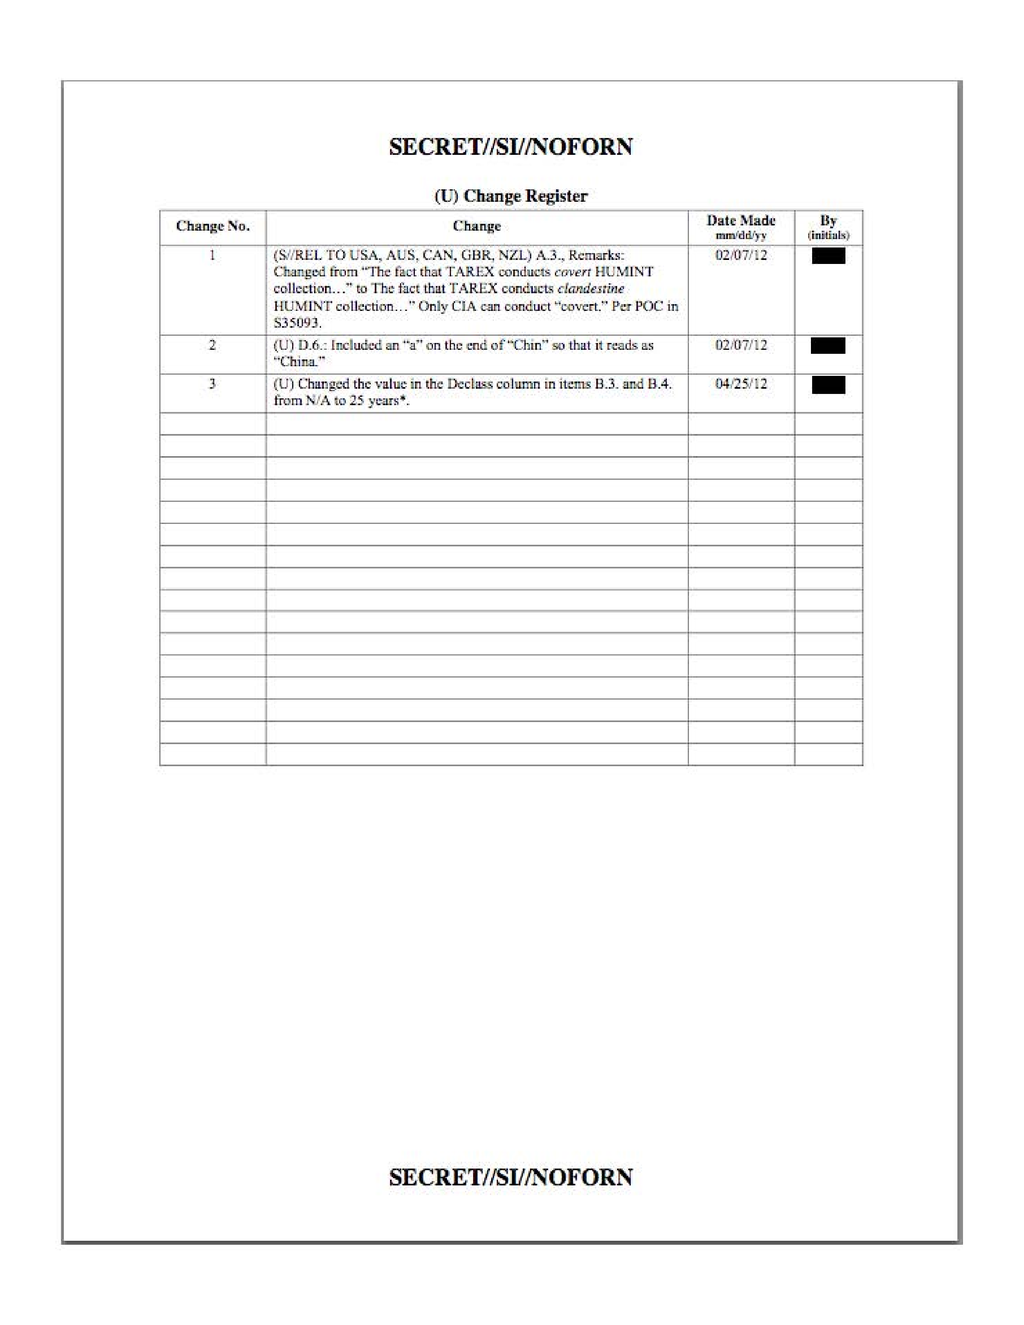 SECRET//SI//NOFORN
(U) Change Register
Change No. Change Date Made By
mm/dd/yy (initials)
1 (S//REL TO USA, AUS, CAN, GBR, NZL) A.3., Remarks: 02/07/12
Changed from “The fact that TAREX conducts covert HUMINT
collection…” to The fact that TAREX conducts clandestine
HUMINT collection…” Only CIA can conduct “covert.” Per POC in
S35093.
2 (U) D.6.: Included an “a” on the end of “Chin” so that it reads as 02/07/12
“China.”
3 (U) Changed the value in the Declass column in items B.3. and B.4. 04/25/12
from N/A to 25 years*.
SECRET//SI//NOFORN